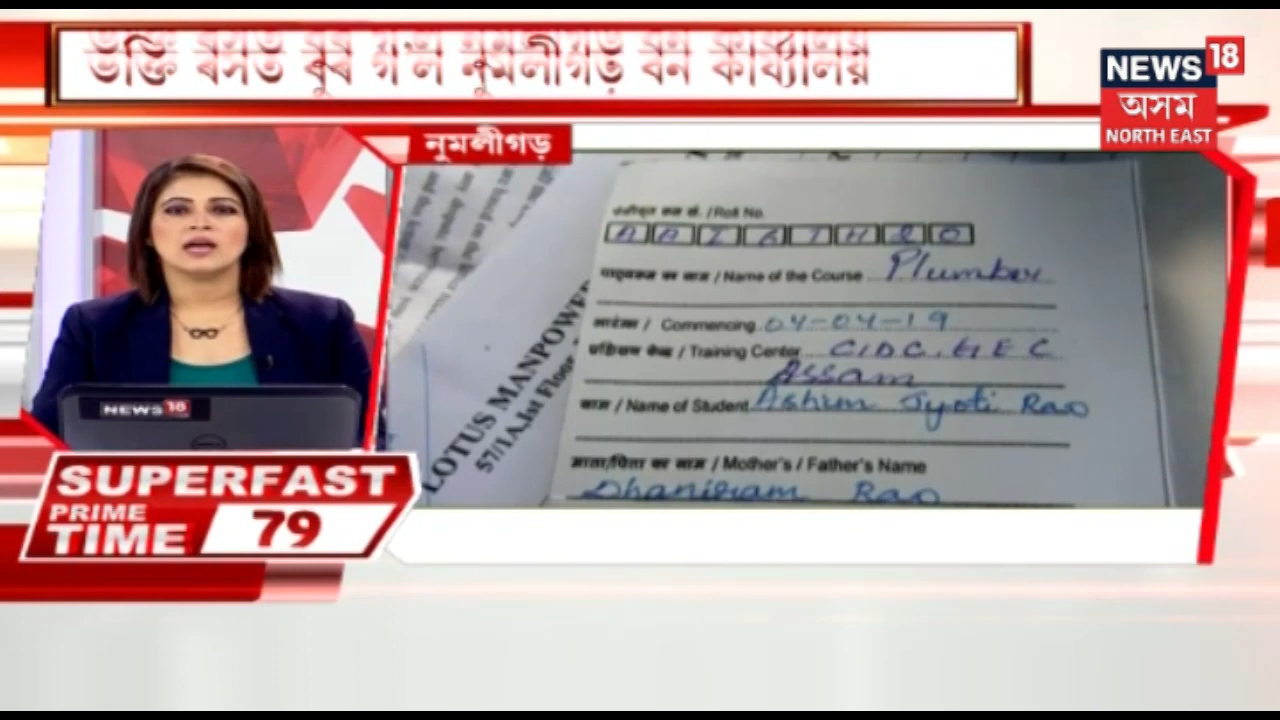 ভক্তি ৰসত বুৰ গ'ল নুমলীগড় বন কাৰ্য্যালয়
NEWS 18
অসম
NORTH EAST
নুমলীগড়
/ Roll No.
/ Name of the Course Plumber
/ Commencing 04-04-19
/ Training Center CIDC, HEC
Assam
नाम / Name of Student Ashim Jyoti Rao
माता/पिता का नाम / Mother's / Father's Name
Dhaniram Rao
LOTUS MANPOWER
57/1A,1st Floor
NEWS 18
DELL
SUPERFAST
PRIME
TIME 79